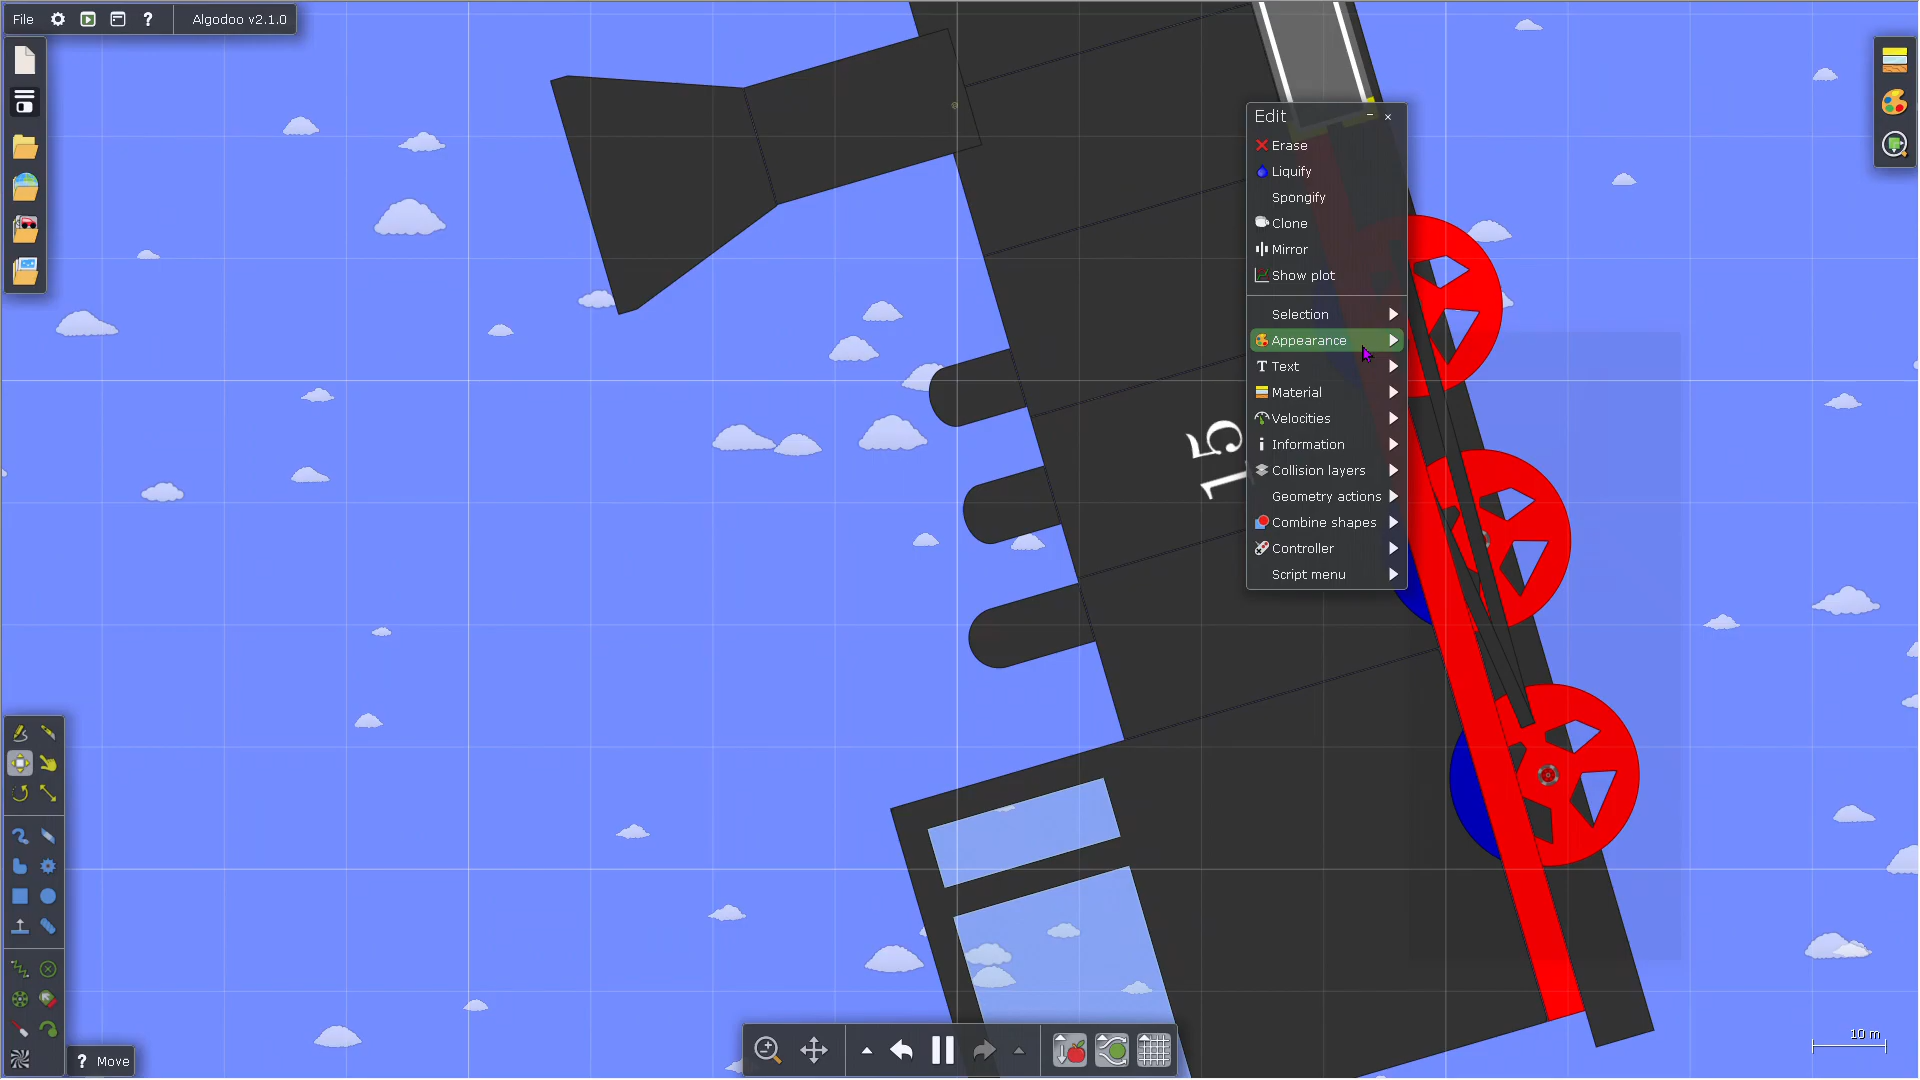 File
? Algodoo v2.1.0
Edit
Erase
Liquify
Spongify
Clone
Mirror
Show plot
Selection
Appearance
Text
Material
Velocities
Information
Collision layers
Geometry actions
Combine shapes
Controller
Script menu
15
? Move
10 m